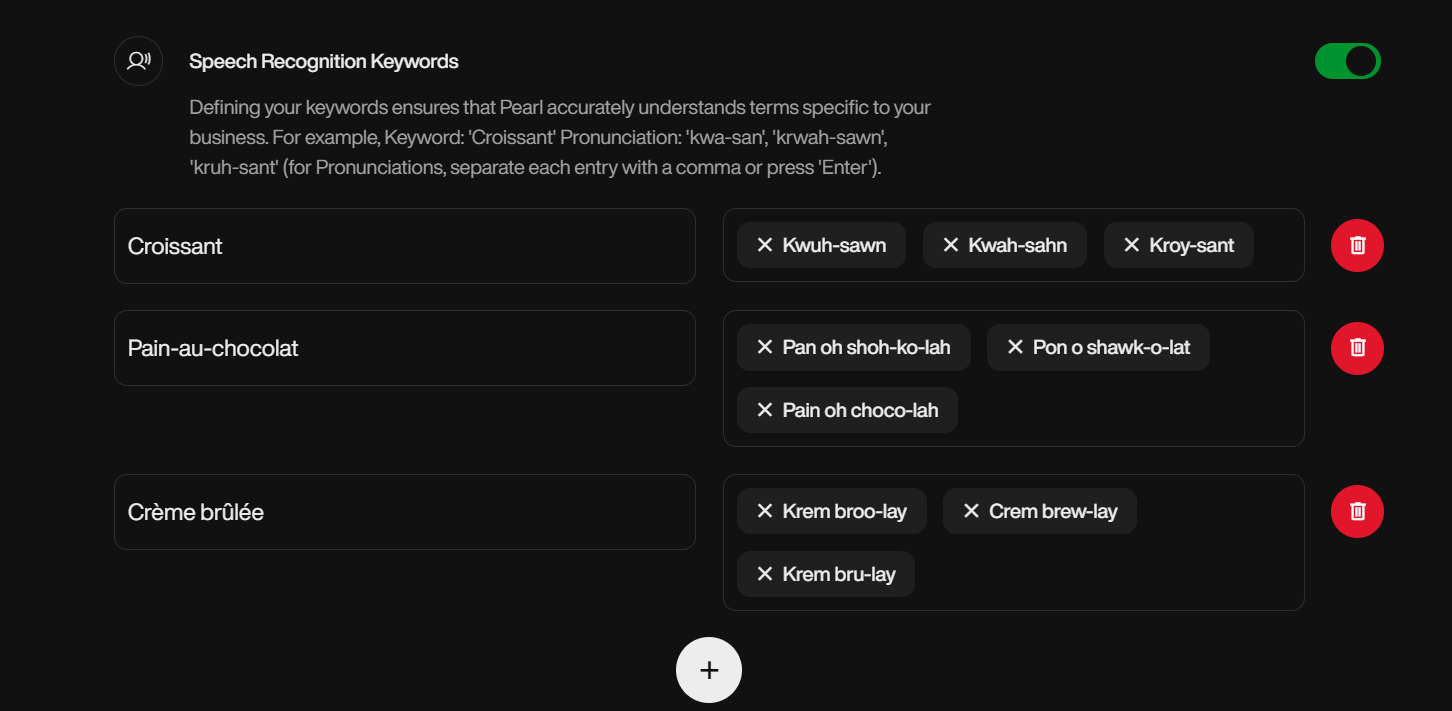 Speech Recognition Keywords
Defining your keywords ensures that Pearl accurately understands terms specific to your
business. For example, Keyword: 'Croissant' Pronunciation: 'kwa-san', 'krwah-sawn',
'kruh-sant' (for Pronunciations, separate each entry with a comma or press 'Enter').
Croissant
Kwuh-sawn Kwah-sahn Kroy-sant
Pain-au-chocolat
Pan oh shoh-ko-lah Pon o shawk-o-lat
Pain oh choco-lah
Crème brûlée
Krem broo-lay Crem brew-lay
Krem bru-lay